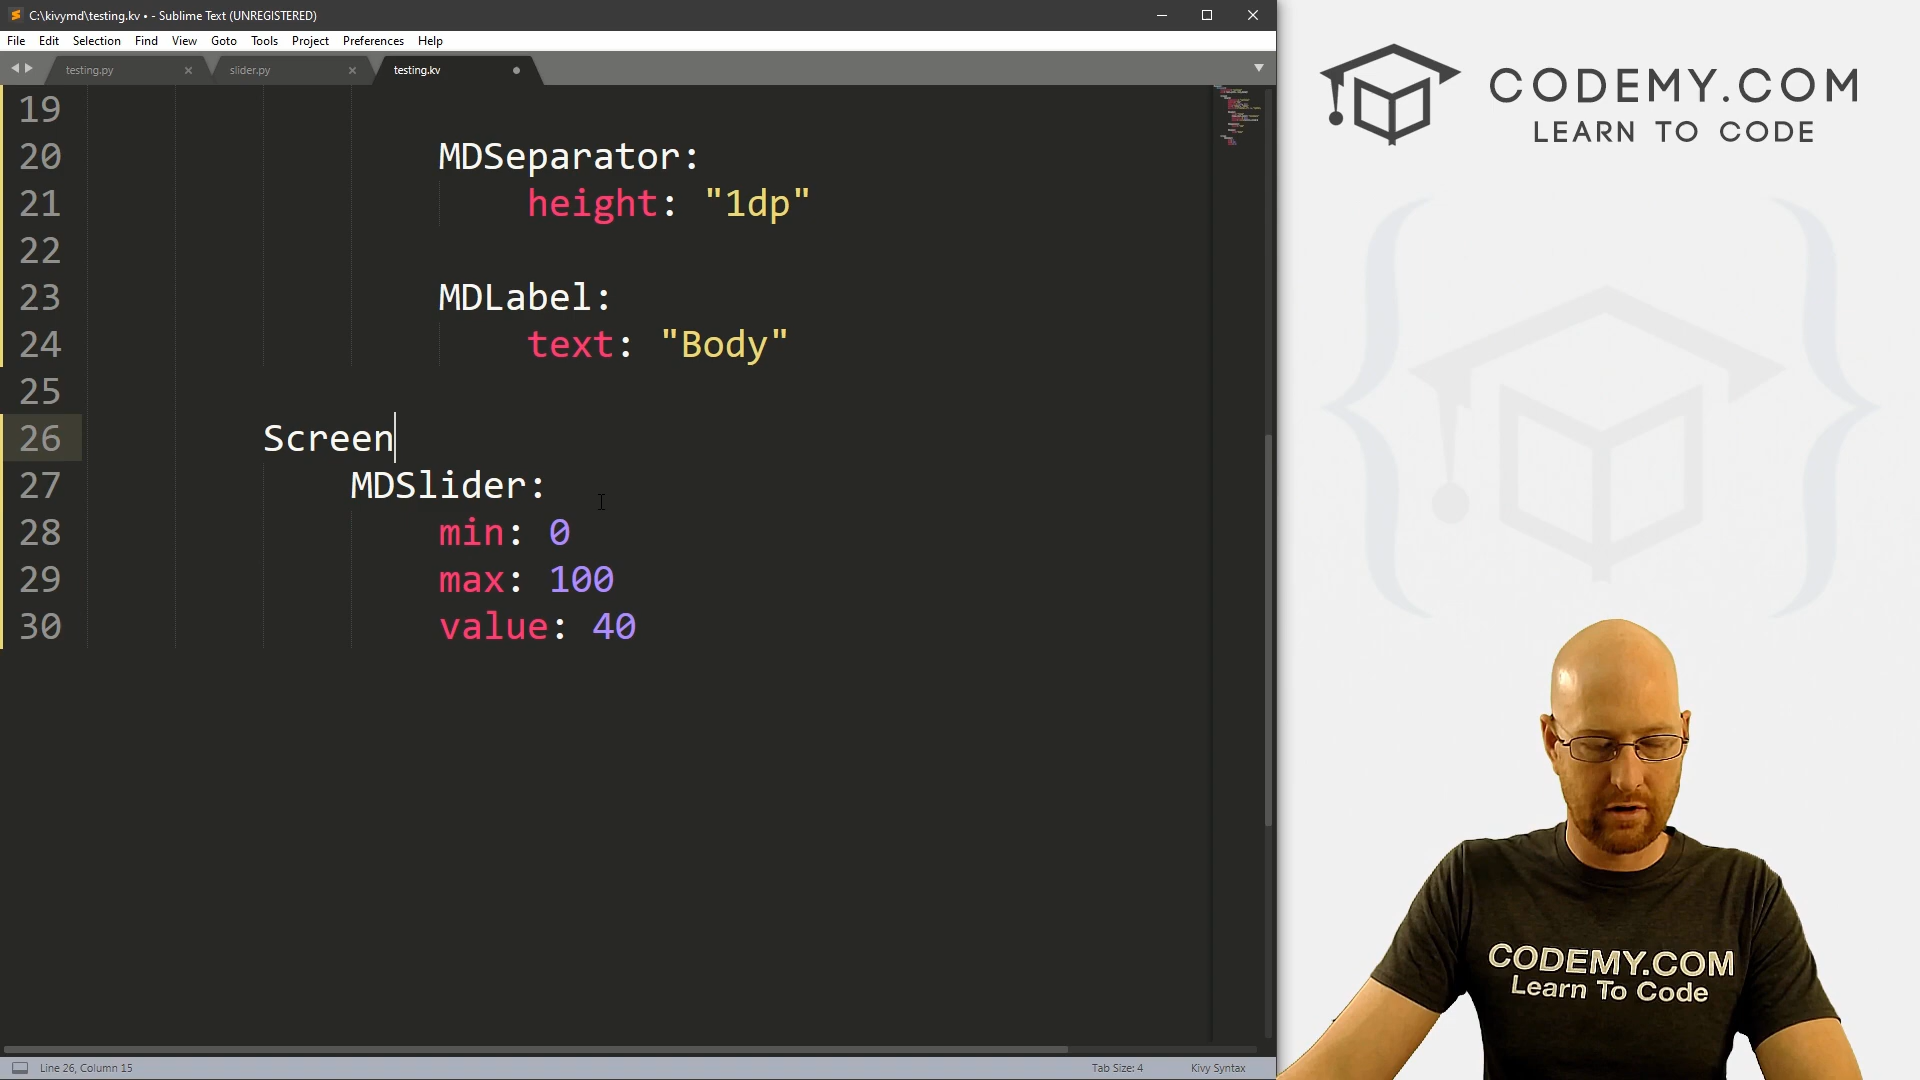 C:\kivymd\testing.kv • - Sublime Text (UNREGISTERED)
File Edit Selection Find View Goto Tools Project Preferences Help
testing.py slider.py testing.kv
19
20 MDSeparator:
21 height: "1dp"
22
23 MDLabel:
24 text: "Body"
25
26 Screen
27 MDSlider:
28 min: 0
29 max: 100
30 value: 40
Line 26, Column 15 Tab Size: 4 Kivy Syntax
CODEMY.COM
LEARN TO CODE
CODEMY.COM
Learn To Code